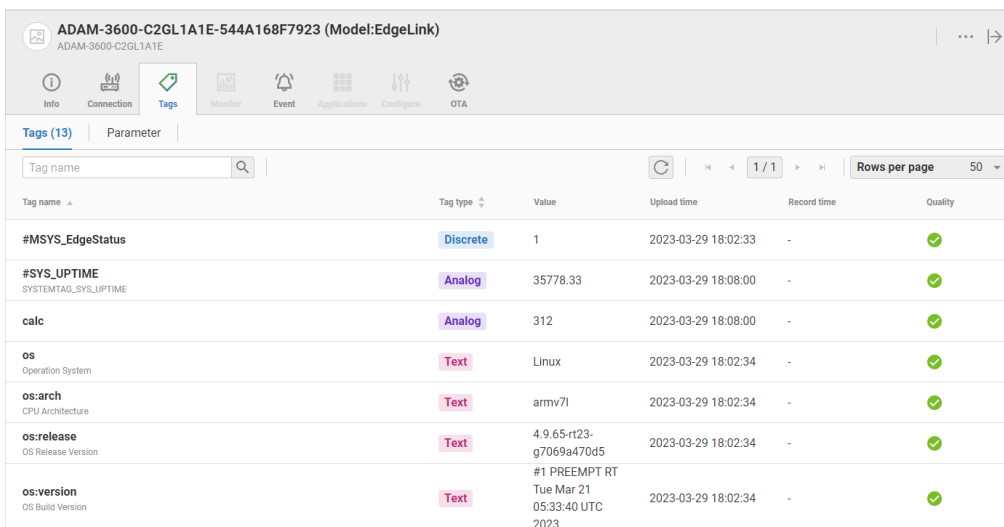 ADAM-3600-C2GL1A1E-544A168F7923 (Model:EdgeLink)
ADAM-3600-C2GL1A1E
Info Connection Tags Monitor Event Applications Configure OTA
Tags (13) Parameter
Tag name 1 / 1 Rows per page 50
Tag name Tag type Value Upload time Record time Quality
#MSYS_EdgeStatus Discrete 1 2023-03-29 18:02:33 -
#SYS_UPTIME
SYSTEMTAG_SYS_UPTIME
Analog 35778.33 2023-03-29 18:08:00 -
calc Analog 312 2023-03-29 18:08:00 -
os
Operation System
Text Linux 2023-03-29 18:02:34 -
os:arch
CPU Architecture
Text armv7l 2023-03-29 18:02:34 -
os:release
OS Release Version
Text
4.9.65-rt23-
g7069a470d5
2023-03-29 18:02:34 -
os:version
OS Build Version
Text
#1 PREEMPT RT
Tue Mar 21
05:33:40 UTC
2023
2023-03-29 18:02:34 -